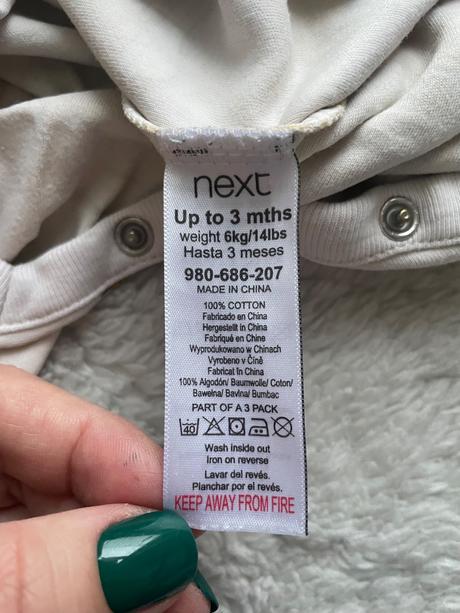 next
Up to 3 mths
weight 6kg/14lbs
Hasta 3 meses
980-686-207
MADE IN CHINA
100% COTTON
Fabricado en China
Hergestellt in China
Fabriqué en Chine
Wyprodukowano w Chinach
Vyrobeno v Číně
Fabricat în China
100% Algodón/ Baumwolle/ Coton/
Bawełna/ Bavlna/ Bumbac
PART OF A 3 PACK
40
Wash inside out
Iron on reverse
Lavar del revés.
Planchar por el revés.
KEEP AWAY FROM FIRE